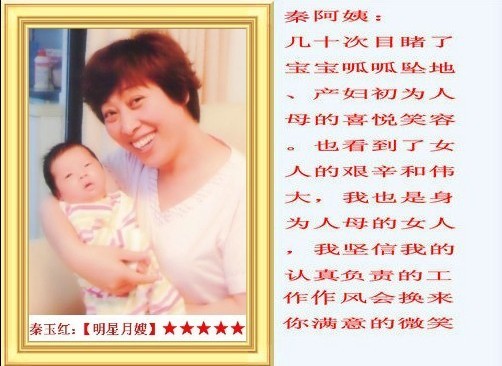 秦阿姨：
几十次目睹了
宝宝呱呱坠地
、产妇初为人
母的喜悦笑容
。也看到了女
人的艰辛和伟
大，我也是身
为人母的女人
，我坚信我的
认真负责的工
作作风会换来
你满意的微笑
秦玉红：【明星月嫂】★★★★★